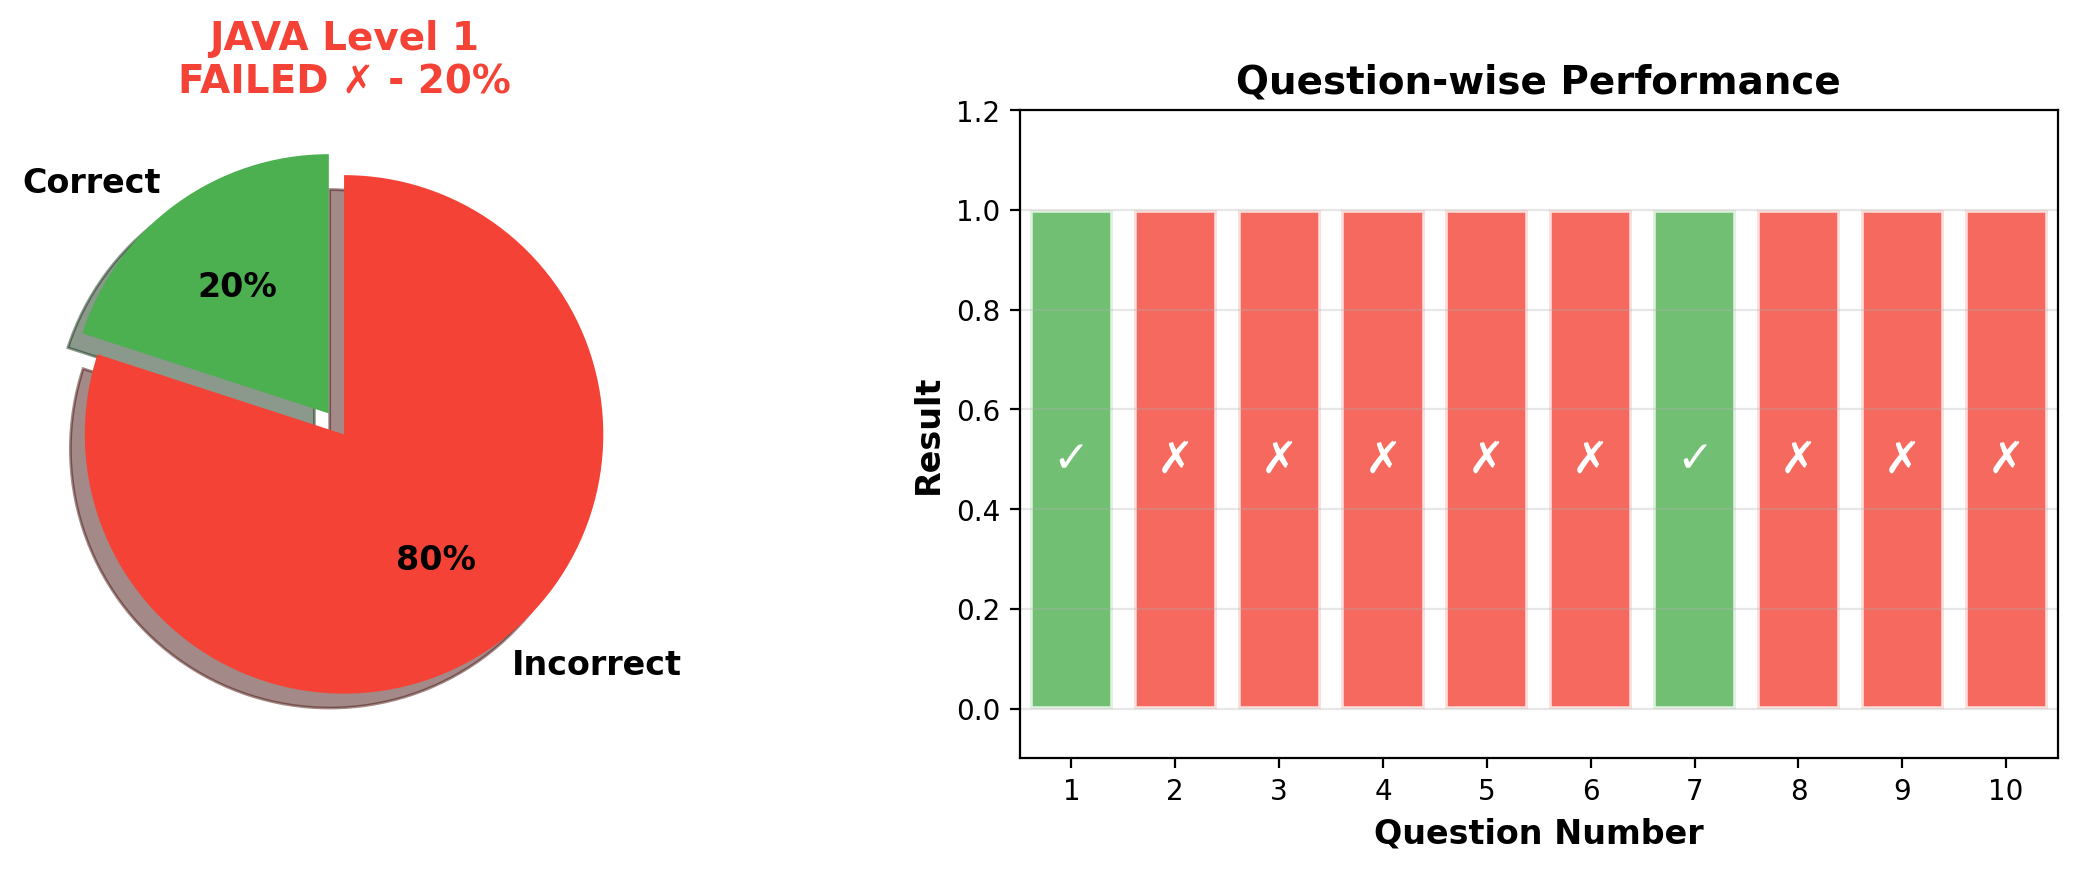 JAVA Level 1
FAILED ✗ - 20%
Correct
20%
80%
Incorrect
Question-wise Performance
Result
1.2
1.0
0.8
0.6
0.4
0.2
0.0
✓ ✗ ✗ ✗ ✗ ✗ ✓ ✗ ✗ ✗
1 2 3 4 5 6 7 8 9 10
Question Number